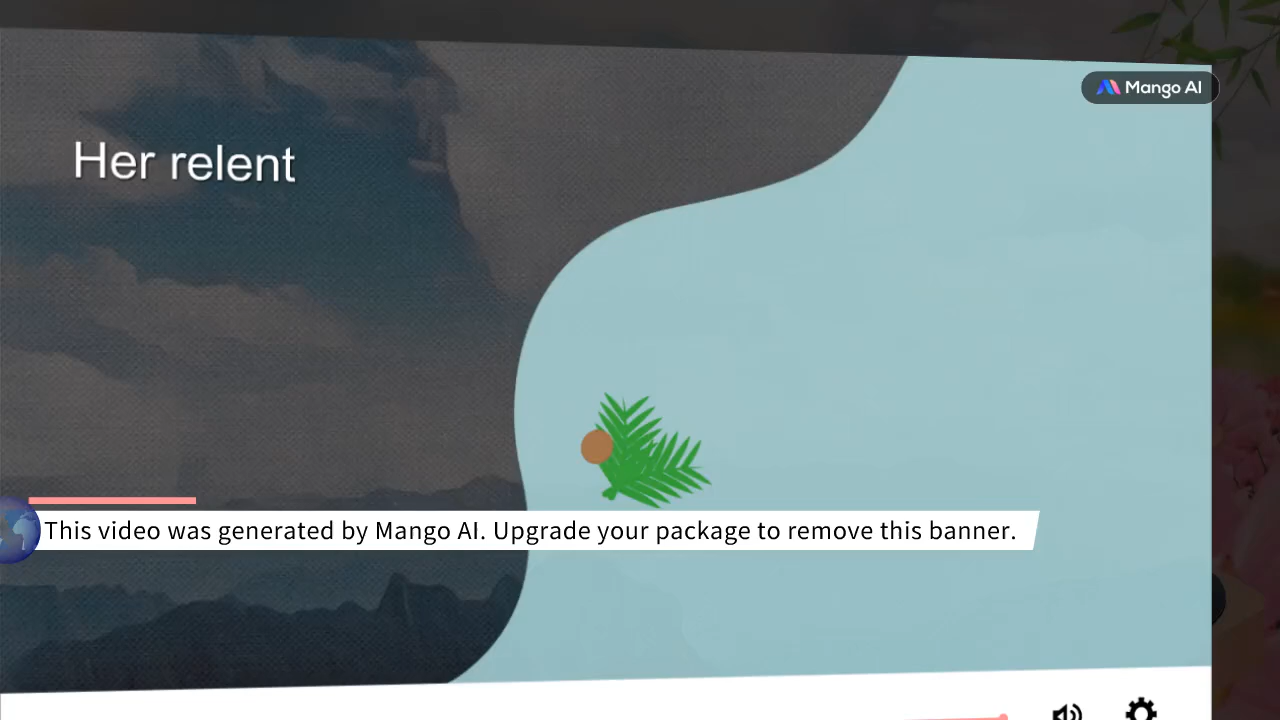 Mango AI
Her relent
This video was generated by Mango AI. Upgrade your package to remove this banner.